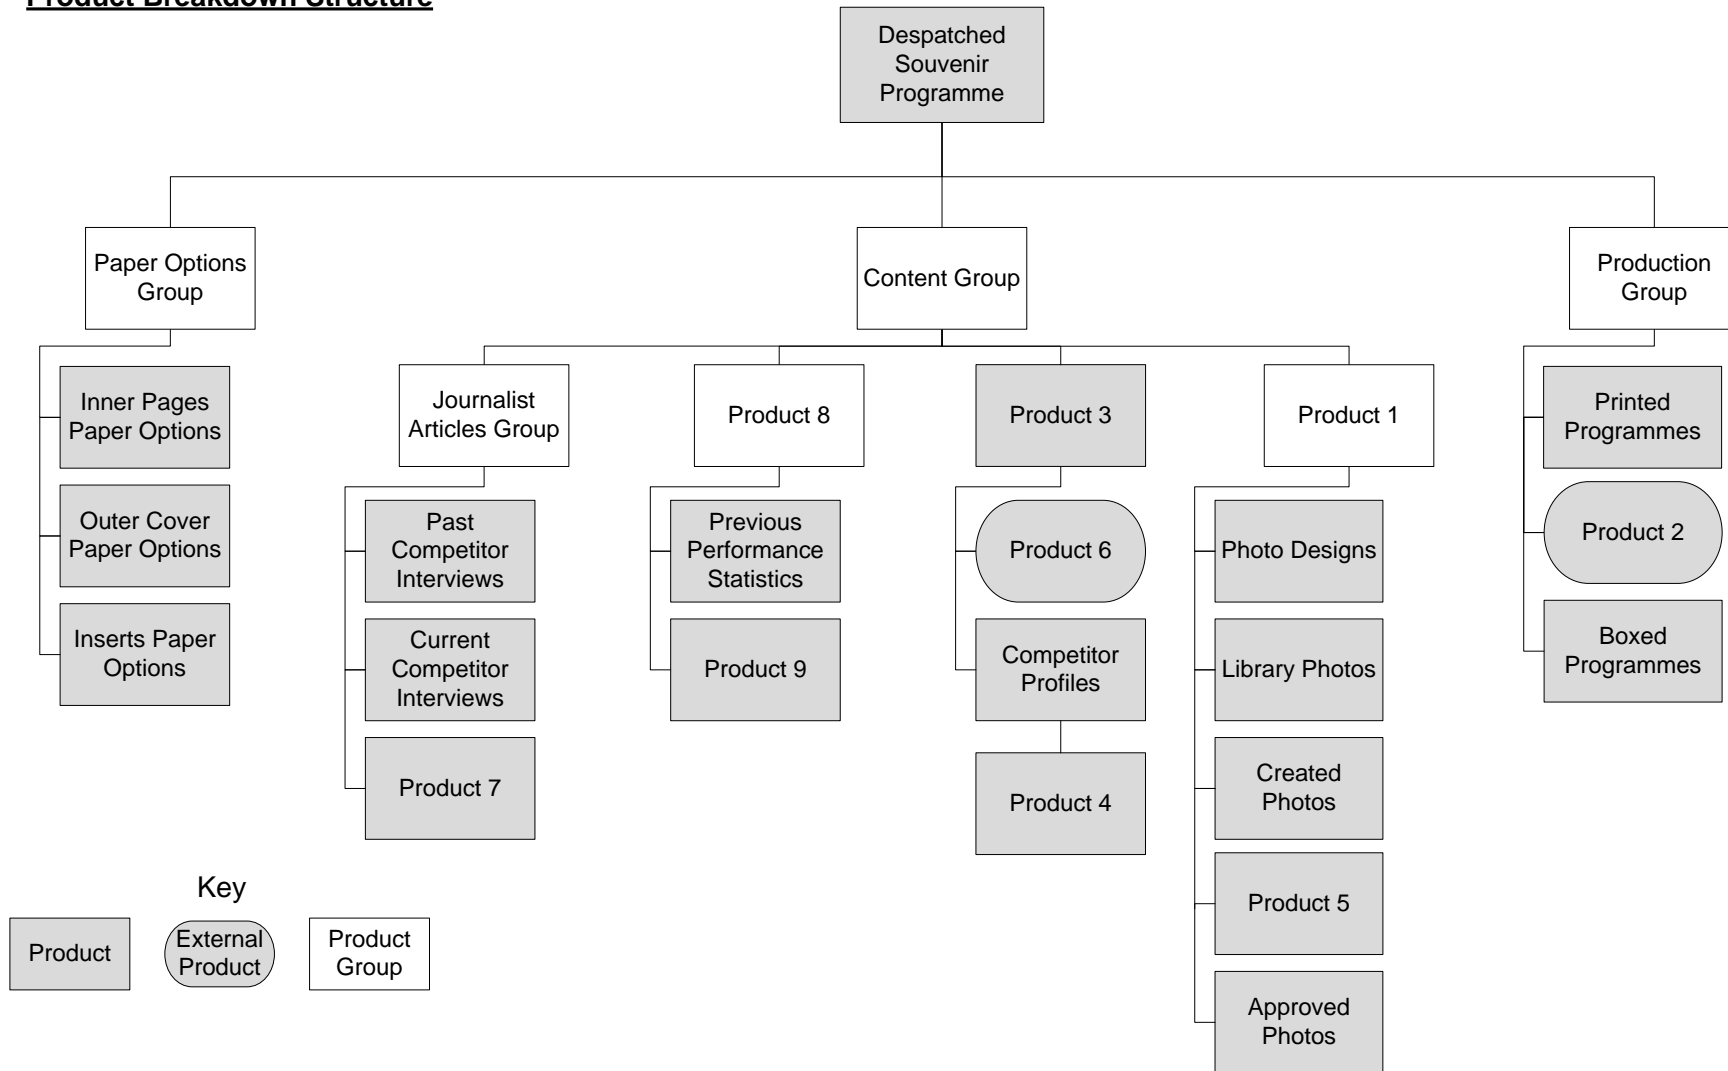 Product Breakdown Structure
Despatched
Souvenir
Programme
Paper Options
Group
Content Group
Production
Group
Inner Pages
Paper Options
Outer Cover
Paper Options
Inserts Paper
Options
Journalist
Articles Group
Past
Competitor
Interviews
Current
Competitor
Interviews
Product 7
Product 8
Previous
Performance
Statistics
Product 9
Product 3
Product 6
Competitor
Profiles
Product 4
Product 1
Photo Designs
Library Photos
Created
Photos
Product 5
Approved
Photos
Printed
Programmes
Product 2
Boxed
Programmes
Key
Product
External
Product
Product
Group